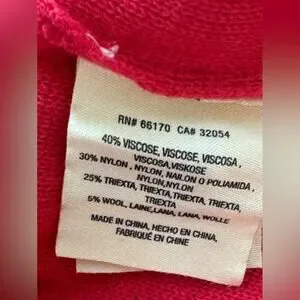 RN# 66170 CA# 32054
40% VISCOSE, VISCOSE, VISCOSA,
VISCOSA, VISKOSE
30% NYLON, NYLON, NAILON O POLIAMIDA,
NYLON, NYLON
25% TRIEXTA, TRIEXTA, TRIEXTA, TRIEXTA,
TRIEXTA
5% WOOL, LAINE, LANA, LANA, WOLLE
MADE IN CHINA, HECHO EN CHINA,
FABRIQUÉ EN CHINE